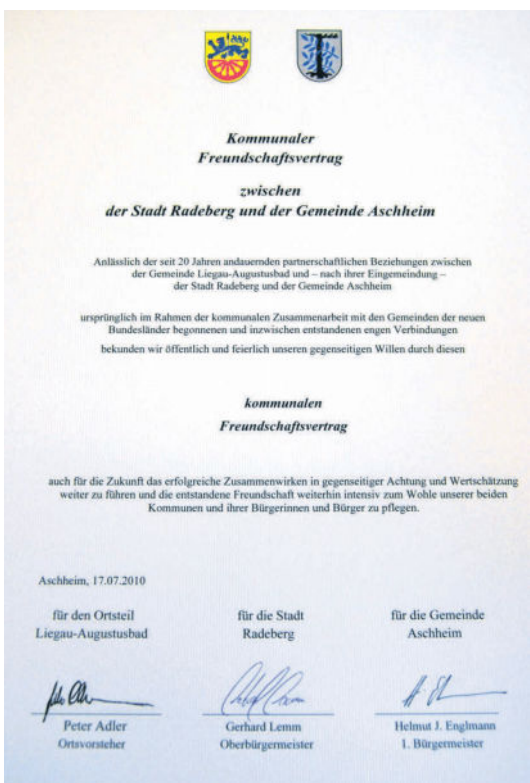 Kommunaler
Freundschaftsvertrag
zwischen
der Stadt Radeberg und der Gemeinde Aschheim
Anlässlich der seit 20 Jahren andauernden partnerschaftlichen Beziehungen zwischen
der Gemeinde Liegau-Augustusbad und – nach ihrer Eingemeindung –
der Stadt Radeberg und der Gemeinde Aschheim
ursprünglich im Rahmen der kommunalen Zusammenarbeit mit den Gemeinden der neuen
Bundesländer begonnenen und inzwischen entstandenen engen Verbindungen
bekunden wir öffentlich und feierlich unseren gegenseitigen Willen durch diesen
kommunalen
Freundschaftsvertrag
auch für die Zukunft das erfolgreiche Zusammenwirken in gegenseitiger Achtung und Wertschätzung
weiter zu führen und die entstandene Freundschaft weiterhin intensiv zum Wohle unserer beiden
Kommunen und ihrer Bürgerinnen und Bürger zu pflegen.
Aschheim, 17.07.2010
für den Ortsteil
Liegau-Augustusbad
für die Stadt
Radeberg
für die Gemeinde
Aschheim
Peter Adler
Ortsvorsteher
Gerhard Lemm
Oberbürgermeister
Helmut J. Englmann
1. Bürgermeister